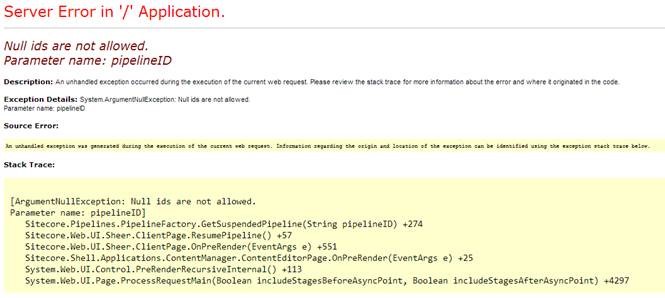 Server Error in '/' Application.
Null ids are not allowed.
Parameter name: pipelineID
Description: An unhandled exception occurred during the execution of the current web request. Please review the stack trace for more information about the error and where it originated in the code.
Exception Details: System.ArgumentNullException: Null ids are not allowed.
Parameter name: pipelineID
Source Error:
An unhandled exception was generated during the execution of the current web request. Information regarding the origin and location of the exception can be identified using the exception stack trace below.
Stack Trace:
[ArgumentNullException: Null ids are not allowed.
Parameter name: pipelineID]
Sitecore.Pipelines.PipelineFactory.GetSuspendedPipeline(String pipelineID) +274
Sitecore.Web.UI.Sheer.ClientPage.ResumePipeline() +57
Sitecore.Web.UI.Sheer.ClientPage.OnPreRender(EventArgs e) +551
Sitecore.Shell.Applications.ContentManager.ContentEditorPage.OnPreRender(EventArgs e) +25
System.Web.UI.Control.PreRenderRecursiveInternal() +113
System.Web.UI.Page.ProcessRequestMain(Boolean includeStagesBeforeAsyncPoint, Boolean includeStagesAfterAsyncPoint) +4297